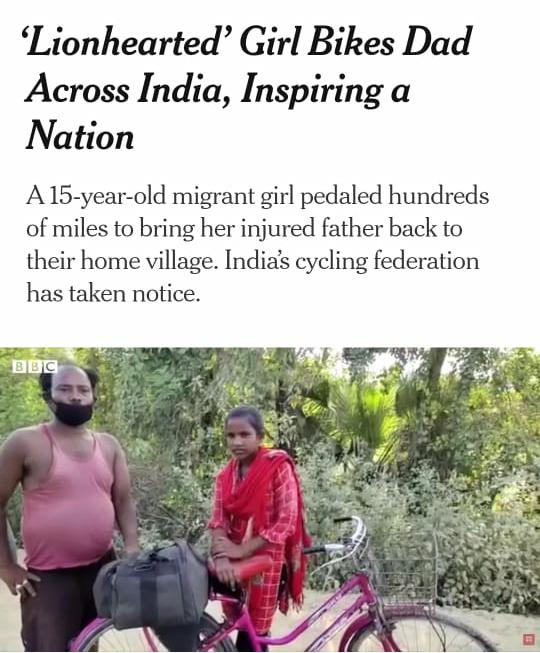 ‘Lionhearted’ Girl Bikes Dad
Across India, Inspiring a
Nation
A 15-year-old migrant girl pedaled hundreds
of miles to bring her injured father back to
their home village. India’s cycling federation
has taken notice.
BBC